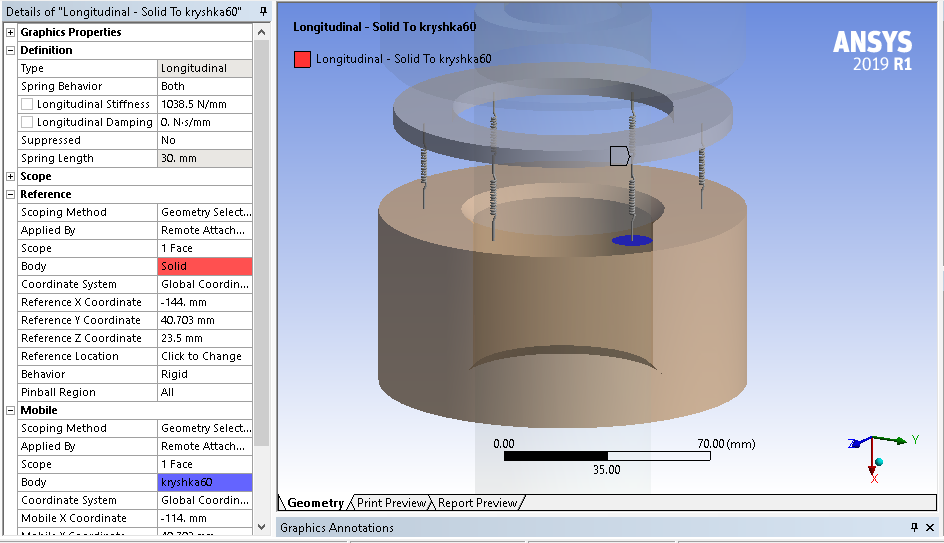 Details of "Longitudinal - Solid To kryshka60"
Graphics Properties
Definition
Type Longitudinal
Spring Behavior Both
Longitudinal Stiffness 1038.5 N/mm
Longitudinal Damping 0. N·s/mm
Suppressed No
Spring Length 30. mm
Scope
Reference
Scoping Method Geometry Select...
Applied By Remote Attach...
Scope 1 Face
Body Solid
Coordinate System Global Coordin...
Reference X Coordinate -144. mm
Reference Y Coordinate 40.703 mm
Reference Z Coordinate 23.5 mm
Reference Location Click to Change
Behavior Rigid
Pinball Region All
Mobile
Scoping Method Geometry Select...
Applied By Remote Attach...
Scope 1 Face
Body kryshka60
Coordinate System Global Coordin...
Mobile X Coordinate -114. mm
Longitudinal - Solid To kryshka60
Longitudinal - Solid To kryshka60
ANSYS
2019 R1
0.00 70.00 (mm)
35.00
Z Y
X
Geometry Print Preview Report Preview
Graphics Annotations